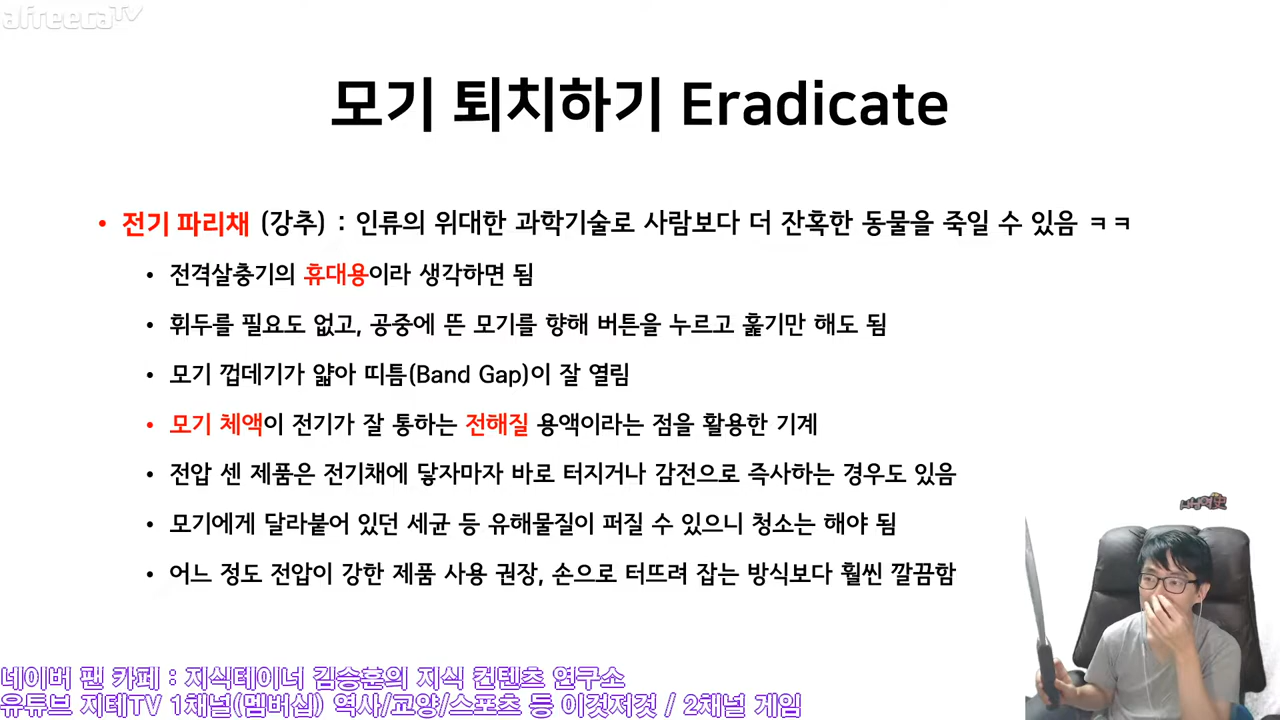 afreecaTV
모기 퇴치하기 Eradicate
• 전기 파리채 (강추) : 인류의 위대한 과학기술로 사람보다 더 잔혹한 동물을 죽일 수 있음 ㅋㅋ
• 전격살충기의 휴대용이라 생각하면 됨
• 휘두를 필요도 없고, 공중에 뜬 모기를 향해 버튼을 누르고 훑기만 해도 됨
• 모기 껍데기가 얇아 띠틈(Band Gap)이 잘 열림
• 모기 체액이 전기가 잘 통하는 전해질 용액이라는 점을 활용한 기계
• 전압 센 제품은 전기채에 닿자마자 바로 터지거나 감전으로 즉사하는 경우도 있음
• 모기에게 달라붙어 있던 세균 등 유해물질이 퍼질 수 있으니 청소는 해야 됨
• 어느 정도 전압이 강한 제품 사용 권장, 손으로 터뜨려 잡는 방식보다 훨씬 깔끔함
네이버 팬 카페 : 지식테이너 김승훈의 지식 컨텐츠 연구소
유튜브 지테TV 1채널(멤버십) 역사/교양/스포츠 등 이것저것 / 2채널 게임